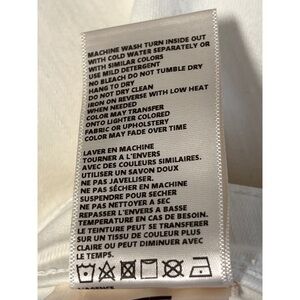 MACHINE WASH TURN INSIDE OUT
WITH COLD WATER SEPARATELY OR
WITH SIMILAR COLORS
USE MILD DETERGENT
NO BLEACH DO NOT TUMBLE DRY
HANG TO DRY
DO NOT DRY CLEAN
IRON ON REVERSE WITH LOW HEAT
WHEN NEEDED
COLOR MAY TRANSFER
ONTO LIGHTER COLORED
FABRIC OR UPHOLSTERY
COLOR MAY FADE OVER TIME
LAVER EN MACHINE
TOURNER A L'ENVERS
AVEC DES COULEURS SIMILAIRES.
UTILISER UN SAVON DOUX
NE PAS JAVELLISER.
NE PAS SÉCHER EN MACHINE
SUSPENDRE POUR SECHER
NE PAS NETTOYER A SEC
REPASSER L'ENVERS A BASSE
TEMPERATURE EN CAS DE BESOIN.
LE TEINTURE PEUT SE TRANSFERER
SUR UN TISSU DE COULEUR PLUS
CLAIRE OU PEUT DIMINUER AVEC
LE TEMPS.